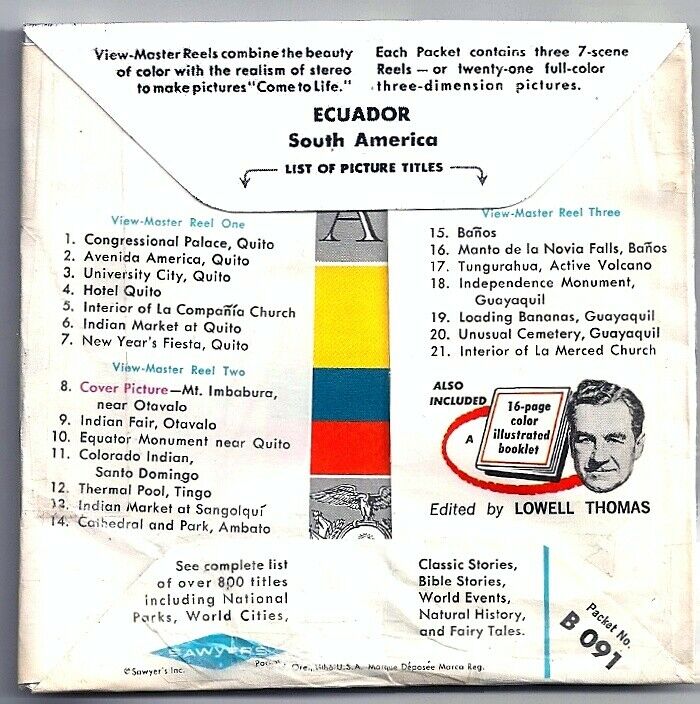 View-Master Reels combine the beauty
of color with the realism of stereo
to make pictures "Come to Life."
Each Packet contains three 7-scene
Reels — or twenty-one full-color
three-dimension pictures.
ECUADOR
South America
LIST OF PICTURE TITLES
View-Master Reel One
1. Congressional Palace, Quito
2. Avenida America, Quito
3. University City, Quito
4. Hotel Quito
5. Interior of La Compañía Church
6. Indian Market at Quito
7. New Year's Fiesta, Quito
View-Master Reel Two
8. Cover Picture—Mt. Imbabura,
near Otavalo
9. Indian Fair, Otavalo
10. Equator Monument near Quito
11. Colorado Indian,
Santo Domingo
12. Thermal Pool, Tingo
13. Indian Market at Sangolquí
14. Cathedral and Park, Ambato
A
View-Master Reel Three
15. Baños
16. Manto de la Novia Falls, Baños
17. Tungurahua, Active Volcano
18. Independence Monument,
Guayaquil
19. Loading Bananas, Guayaquil
20. Unusual Cemetery, Guayaquil
21. Interior of La Merced Church
ALSO
INCLUDED
A
16-page
color
illustrated
booklet
Edited by LOWELL THOMAS
See complete list
of over 800 titles
including National
Parks, World Cities,
Classic Stories,
Bible Stories,
World Events,
Natural History,
and Fairy Tales.
Packet No.
B 091
SAWYER'S
© Sawyer's Inc. Ore., U.S.A. Marque Déposée Marca Reg.